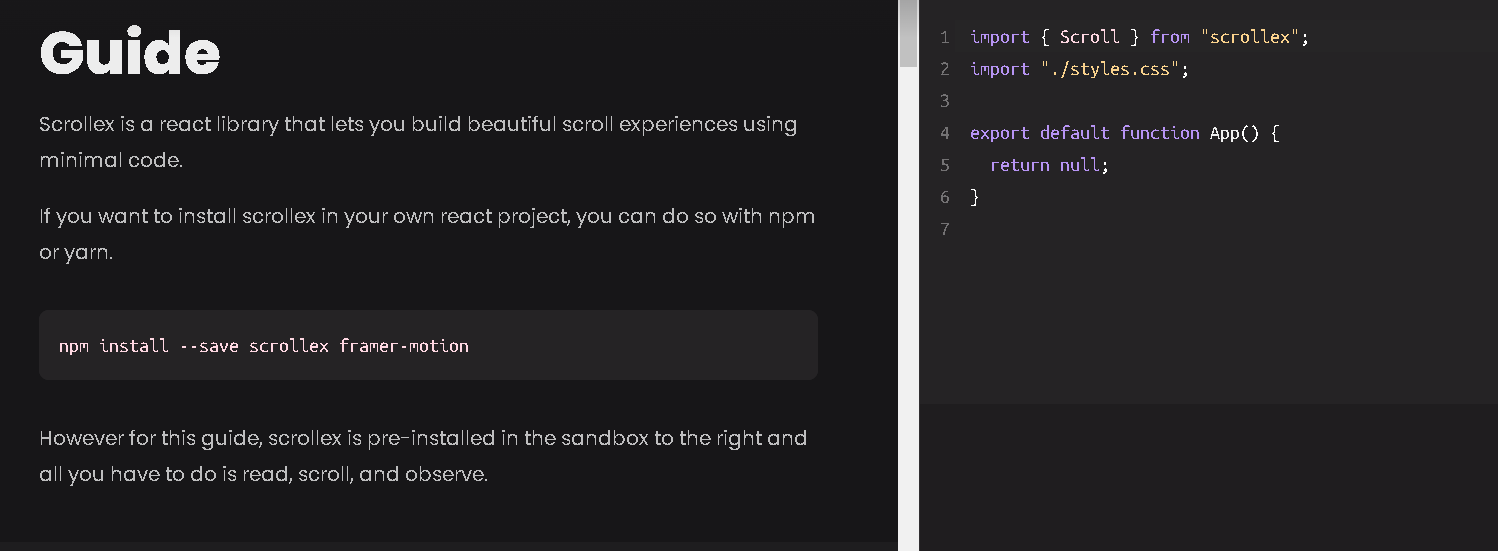 Guide
Scrollex is a react library that lets you build beautiful scroll experiences using
minimal code.
If you want to install scrollex in your own react project, you can do so with npm
or yarn.
npm install --save scrollex framer-motion
However for this guide, scrollex is pre-installed in the sandbox to the right and
all you have to do is read, scroll, and observe.
1 import { Scroll } from "scrollex";
2 import "./styles.css";
3
4 export default function App() {
5   return null;
6 }
7